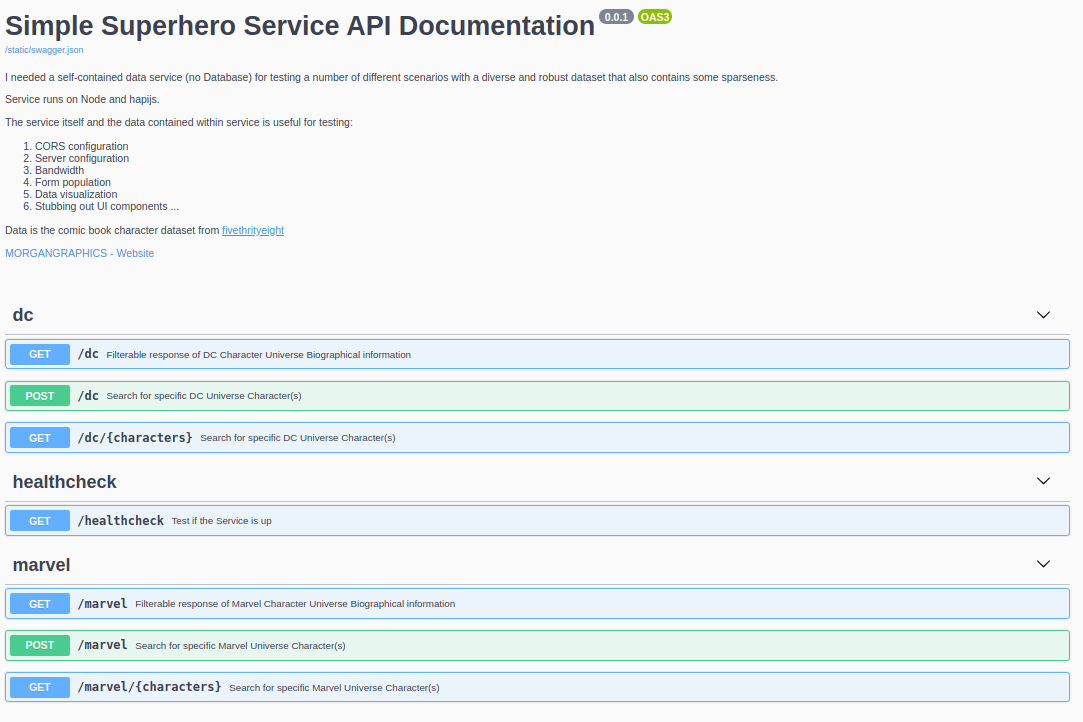 Simple Superhero Service API Documentation 0.0.1 OAS3
/static/swagger.json
I needed a self-contained data service (no Database) for testing a number of different scenarios with a diverse and robust dataset that also contains some sparseness.
Service runs on Node and hapijs.
The service itself and the data contained within service is useful for testing:
1. CORS configuration
2. Server configuration
3. Bandwidth
4. Form population
5. Data visualization
6. Stubbing out UI components ...
Data is the comic book character dataset from fivethrityeight
MORGANGRAPHICS - Website
dc
GET /dc Filterable response of DC Character Universe Biographical information
POST /dc Search for specific DC Universe Character(s)
GET /dc/{characters} Search for specific DC Universe Character(s)
healthcheck
GET /healthcheck Test if the Service is up
marvel
GET /marvel Filterable response of Marvel Character Universe Biographical information
POST /marvel Search for specific Marvel Universe Character(s)
GET /marvel/{characters} Search for specific Marvel Universe Character(s)